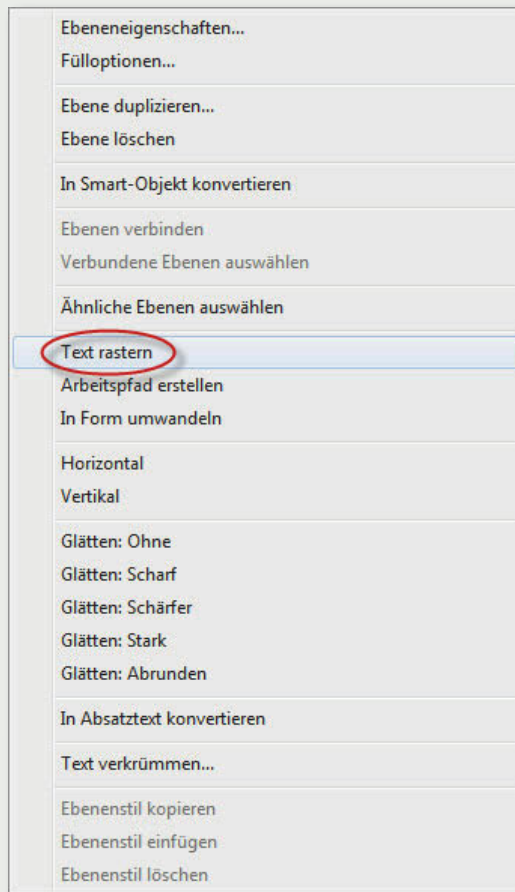 Ebeneneigenschaften...
Fülloptionen...
Ebene duplizieren...
Ebene löschen
In Smart-Objekt konvertieren
Ebenen verbinden
Verbundene Ebenen auswählen
Ähnliche Ebenen auswählen
Text rastern
Arbeitspfad erstellen
In Form umwandeln
Horizontal
Vertikal
Glätten: Ohne
Glätten: Scharf
Glätten: Schärfer
Glätten: Stark
Glätten: Abrunden
In Absatztext konvertieren
Text verkrümmen...
Ebenenstil kopieren
Ebenenstil einfügen
Ebenenstil löschen